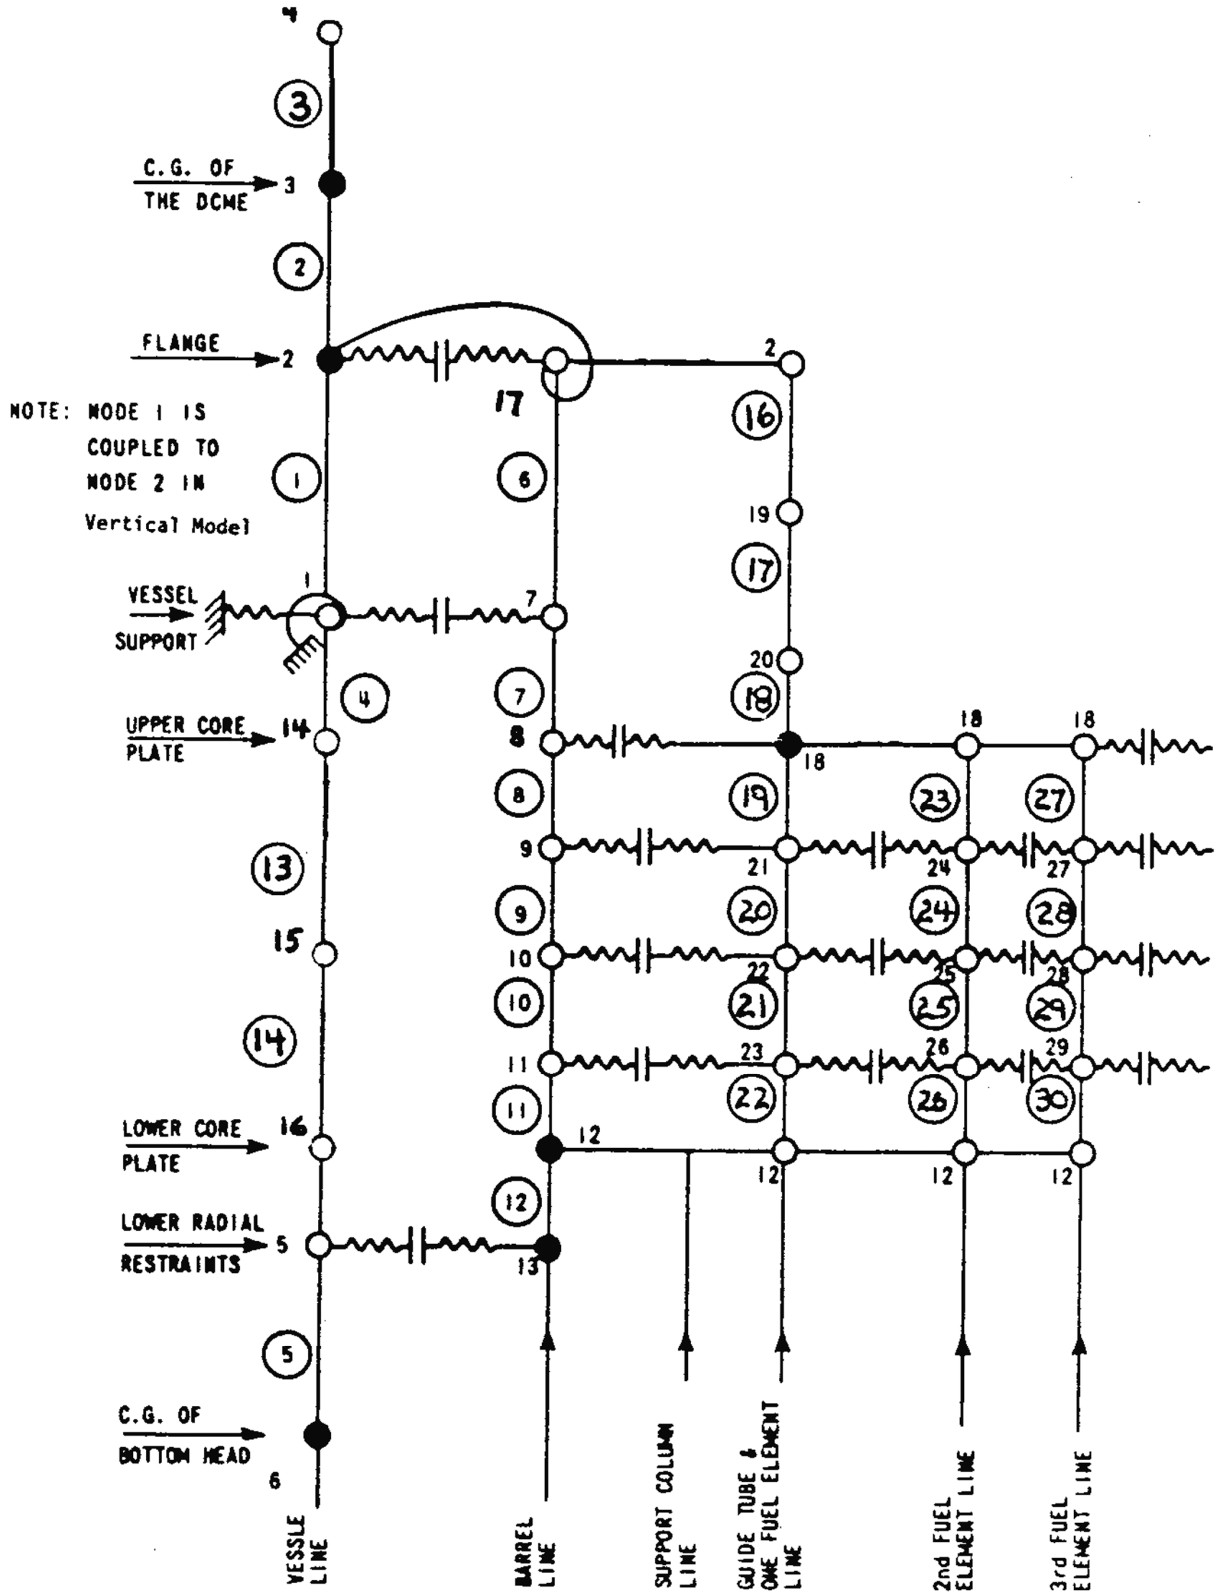 4
3
C.G. OF
THE DCME
3
2
FLANGE
2
2
17
16
NOTE: NODE 1 IS
COUPLED TO
NODE 2 IN
Vertical Model
1
6
19
17
VESSEL
SUPPORT
1
7
20
4
7
18
UPPER CORE
PLATE
14
8
18
18
18
8
19
23
27
13
9
21
24
27
9
20
24
28
15
10
22
25
28
10
21
25
29
14
11
23
26
29
11
22
26
30
LOWER CORE
PLATE
16
12
12
12
12
12
LOWER RADIAL
RESTRAINTS
5
13
5
C.G. OF
BOTTOM HEAD
6
VESSLE
LINE
BARREL
LINE
SUPPORT COLUMN
LINE
GUIDE TUBE &
ONE FUEL ELEMENT
LINE
2nd FUEL
ELEMENT LINE
3rd FUEL
ELEMENT LINE